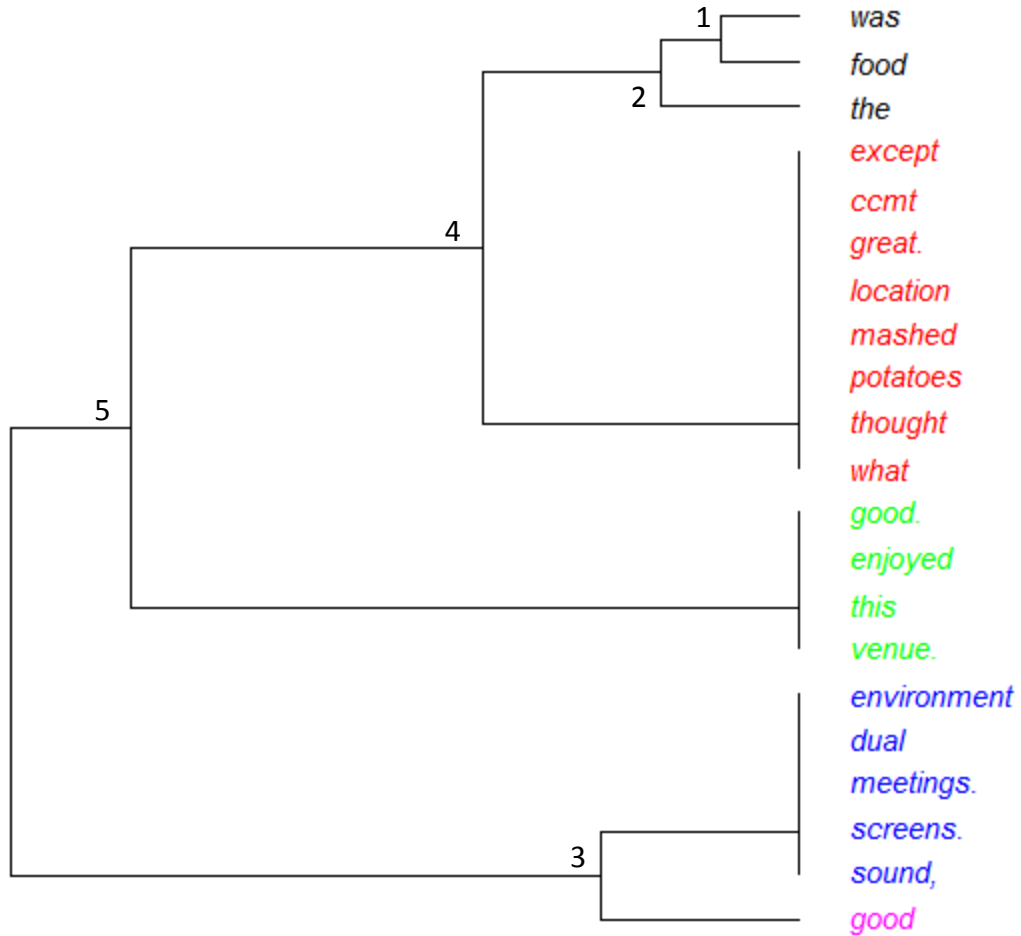 1
was
food
2
the
except
ccmt
great.
4
location
mashed
potatoes
5
thought
what
good.
enjoyed
this
venue.
environment
dual
meetings.
screens.
3
sound,
good